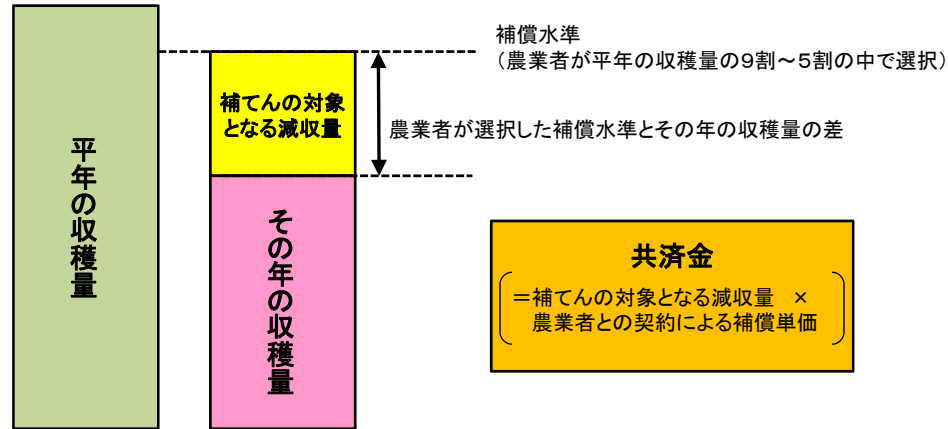 平年の収穫量
補てんの対象
となる減収量
その年の収穫量
補償水準
（農業者が平年の収穫量の９割～５割の中で選択）
農業者が選択した補償水準とその年の収穫量の差
共済金
＝補てんの対象となる減収量　×
農業者との契約による補償単価